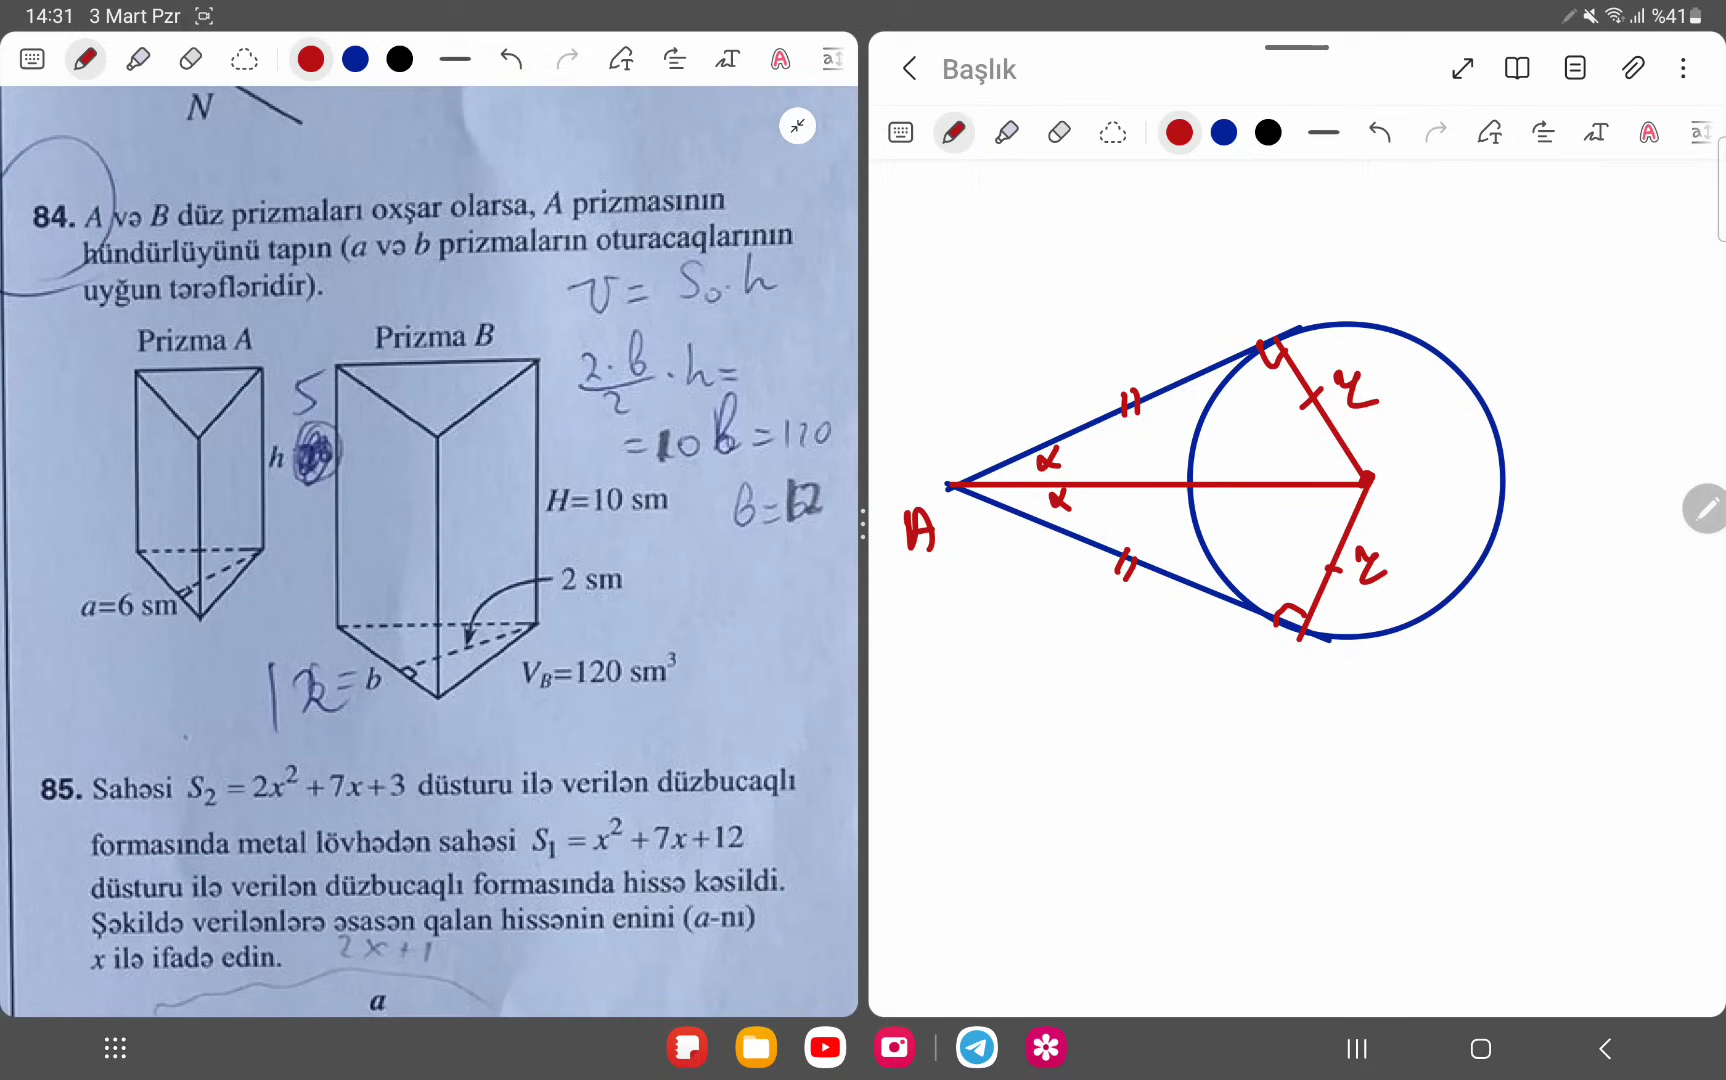 14:31 3 Mart Pzr
%41
Başlık
N
84. A və B düz prizmaları oxşar olarsa, A prizmasının
hündürlüyünü tapın (a və b prizmaların oturacaqlarının
uyğun tərəfləridir).
v = S₀·h
Prizma A
Prizma B
5
2·b/2 · h =
= 10 b = 120
b = 12
h
H=10 sm
2 sm
a=6 sm
= b
V_B=120 sm³
85. Sahəsi S₂ = 2x² + 7x + 3 düsturu ilə verilən düzbucaqlı
formasında metal lövhədən sahəsi S₁ = x² + 7x + 12
düsturu ilə verilən düzbucaqlı formasında hissə kəsildi.
Şəkildə verilənlərə əsasən qalan hissənin enini (a-nı)
x ilə ifadə edin.
2x+1
a
A
α
α
r
r